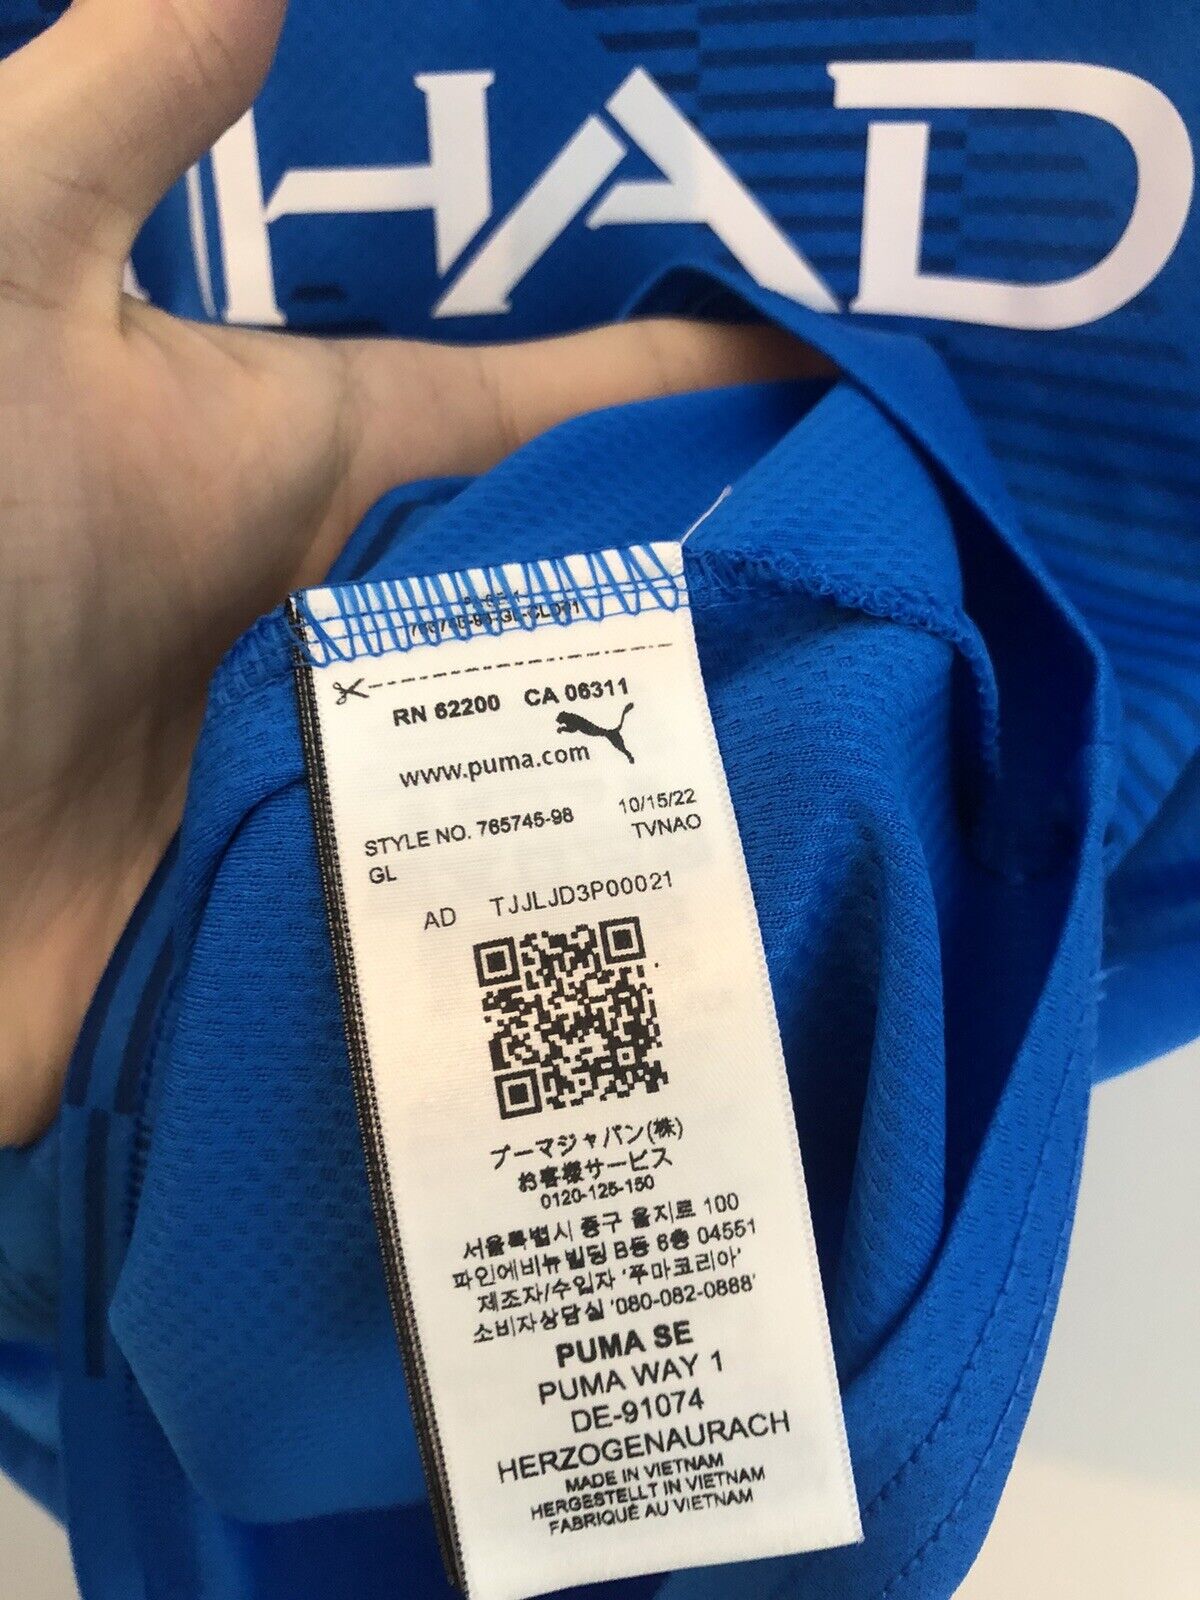 HAD
RN 62200 CA 06311
www.puma.com
STYLE NO. 765745-98 10/15/22
GL TVNAO
AD TJJLJD3P00021
プーマジャパン(株)
お客様サービス
0120-125-150
서울특별시 중구 을지로 100
파인에비뉴빌딩 B동 6층 04551
제조자/수입자 '푸마코리아'
소비자상담실 '080-082-0888'
PUMA SE
PUMA WAY 1
DE-91074
HERZOGENAURACH
MADE IN VIETNAM
HERGESTELLT IN VIETNAM
FABRIQUÉ AU VIETNAM